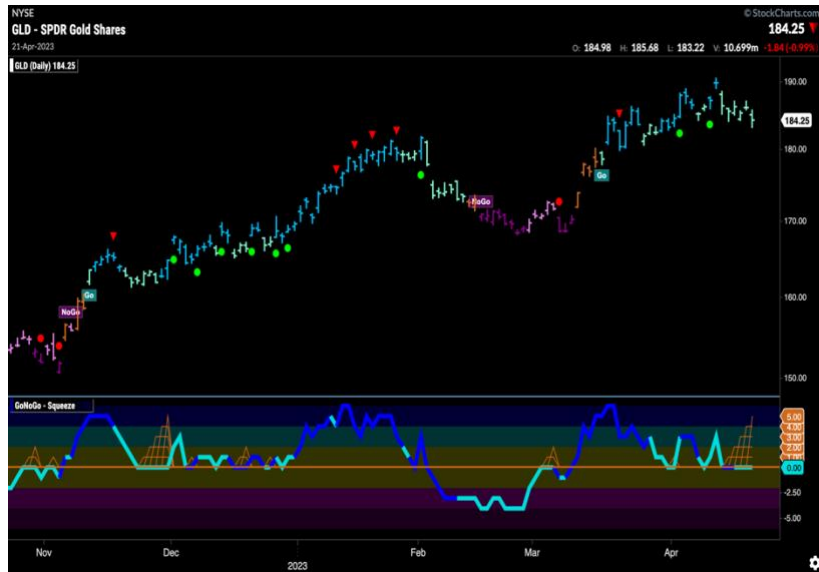 NYSE
© StockCharts.com
GLD - SPDR Gold Shares
184.25
21-Apr-2023
O: 184.98 H: 185.68 L: 183.22 V: 10.699m -1.84 (-0.99%)
GLD (Daily) 184.25
190.00
184.25
180.00
NoGo
Go
170.00
Go
160.00
NoGo
150.00
GoNoGo - Squeeze
5.00
4.00
3.00
2.00
1.00
0.00
-2.50
-5.00
Nov Dec Feb Mar Apr
2023